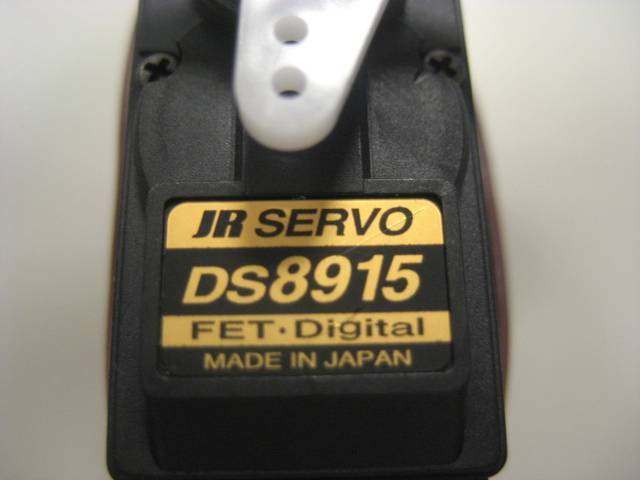 JR SERVO
DS8915
FET·Digital
MADE IN JAPAN